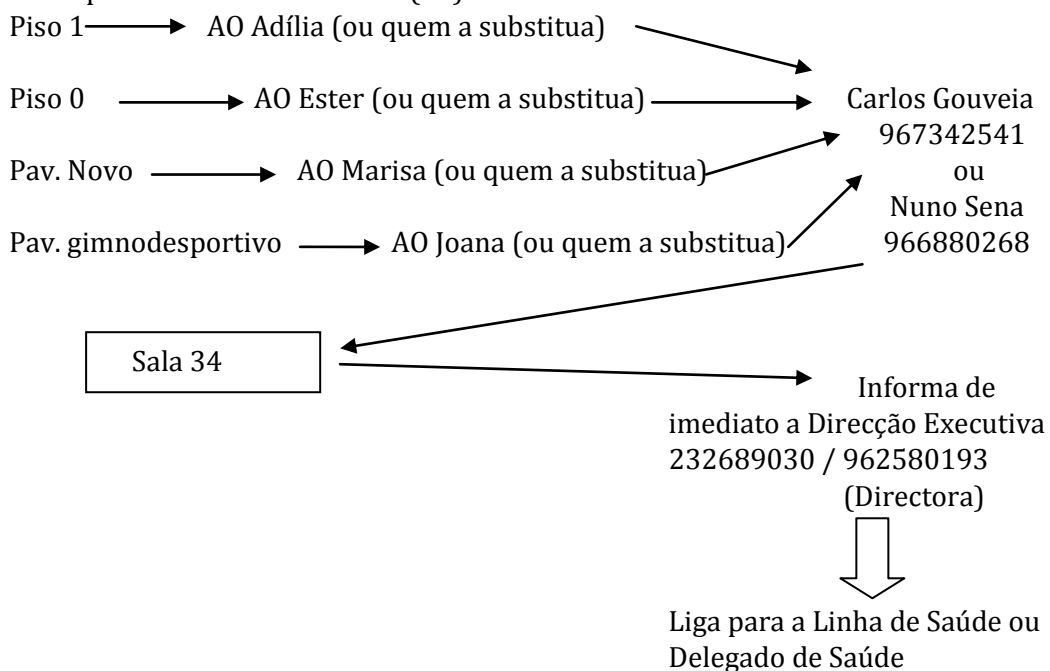 Piso 1 AO Adília (ou quem a substitua)
Piso 0 AO Ester (ou quem a substitua) Carlos Gouveia
967342541
Pav. Novo AO Marisa (ou quem a substitua) ou
Nuno Sena
Pav. gimnodesportivo AO Joana (ou quem a substitua) 966880268
Sala 34
Informa de
imediato a Direcção Executiva
232689030 / 962580193
(Directora)
Liga para a Linha de Saúde ou
Delegado de Saúde